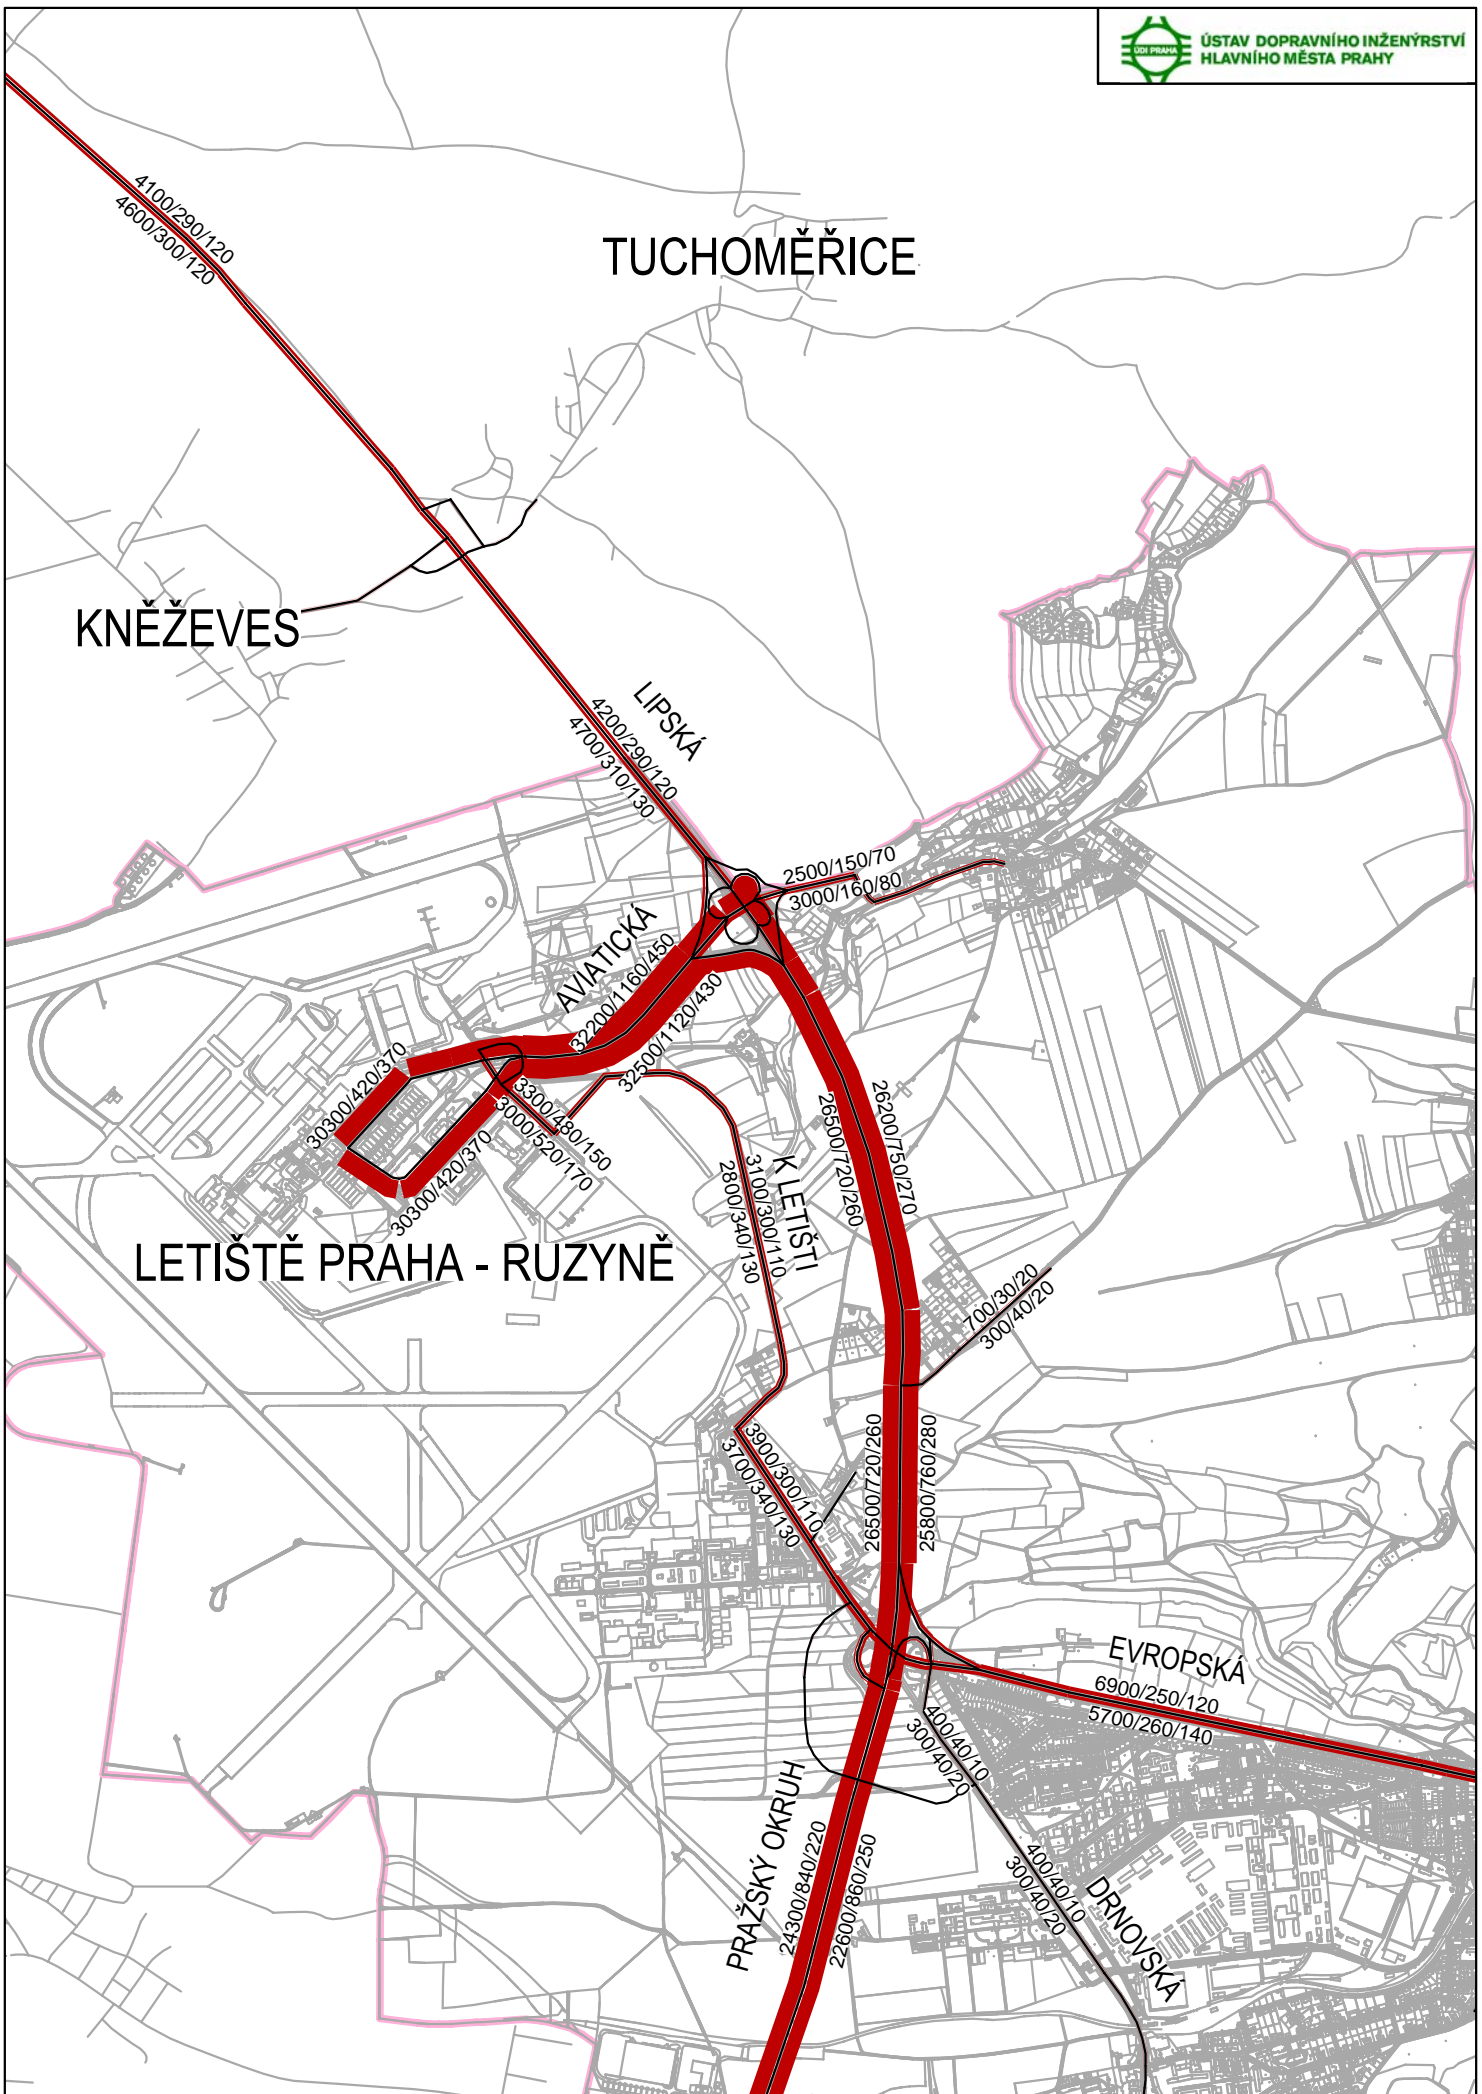 ÚDI PRAHA
ÚSTAV DOPRAVNÍHO INŽENÝRSTVÍ
HLAVNÍHO MĚSTA PRAHY
4100/290/120
4600/300/120
TUCHOMĚŘICE
KNĚŽEVES
LIPSKÁ
4200/290/120
4700/310/130
2500/150/70
3000/160/80
AVIATICKÁ
32200/1160/450
32500/1120/430
30300/420/370
3300/480/150
3000/520/170
30300/420/370
26200/750/270
26500/720/260
K LETIŠTI
3100/300/110
2800/340/130
LETIŠTĚ PRAHA - RUZYNĚ
700/30/20
300/40/20
3900/300/110
3700/340/130
26500/720/260
25800/760/280
EVROPSKÁ
6900/250/120
5700/260/140
400/40/10
300/40/20
PRAŽSKÝ OKRUH
24300/840/220
22600/860/250
400/40/10
300/40/20
DRNOVSKÁ